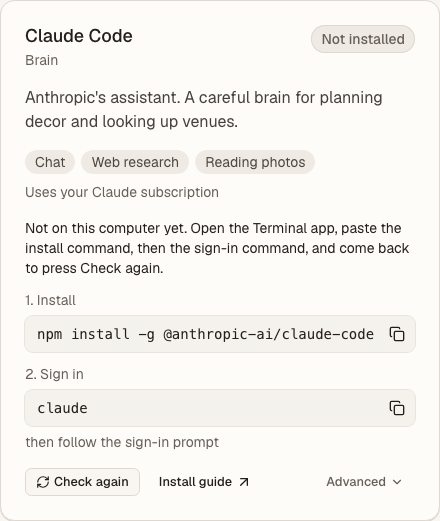 Claude Code
Not installed
Brain
Anthropic's assistant. A careful brain for planning
decor and looking up venues.
Chat Web research Reading photos
Uses your Claude subscription
Not on this computer yet. Open the Terminal app, paste the
install command, then the sign-in command, and come back
to press Check again.
1. Install
npm install -g @anthropic-ai/claude-code
2. Sign in
claude
then follow the sign-in prompt
Check again Install guide Advanced